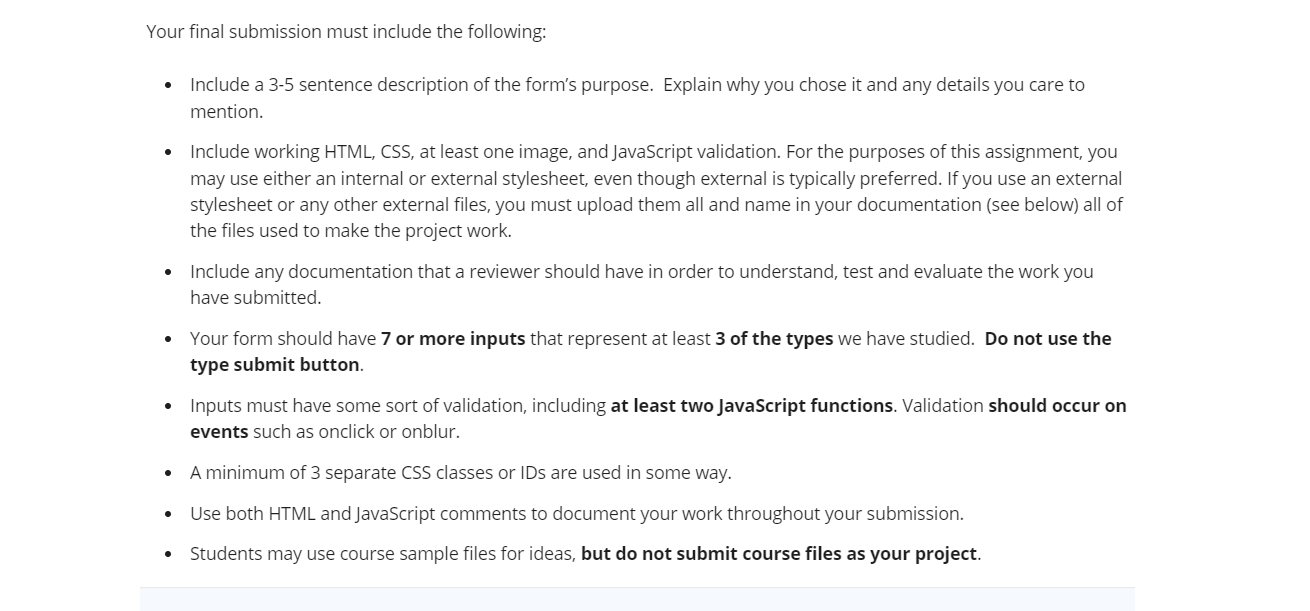 Your final submission must include the following:
• Include a 3-5 sentence description of the form's purpose.  Explain why you chose it and any details you care to
mention.
• Include working HTML, CSS, at least one image, and JavaScript validation. For the purposes of this assignment, you
may use either an internal or external stylesheet, even though external is typically preferred. If you use an external
stylesheet or any other external files, you must upload them all and name in your documentation (see below) all of
the files used to make the project work.
• Include any documentation that a reviewer should have in order to understand, test and evaluate the work you
have submitted.
• Your form should have 7 or more inputs that represent at least 3 of the types we have studied.  Do not use the
type submit button.
• Inputs must have some sort of validation, including at least two JavaScript functions. Validation should occur on
events such as onclick or onblur.
• A minimum of 3 separate CSS classes or IDs are used in some way.
• Use both HTML and JavaScript comments to document your work throughout your submission.
• Students may use course sample files for ideas, but do not submit course files as your project.